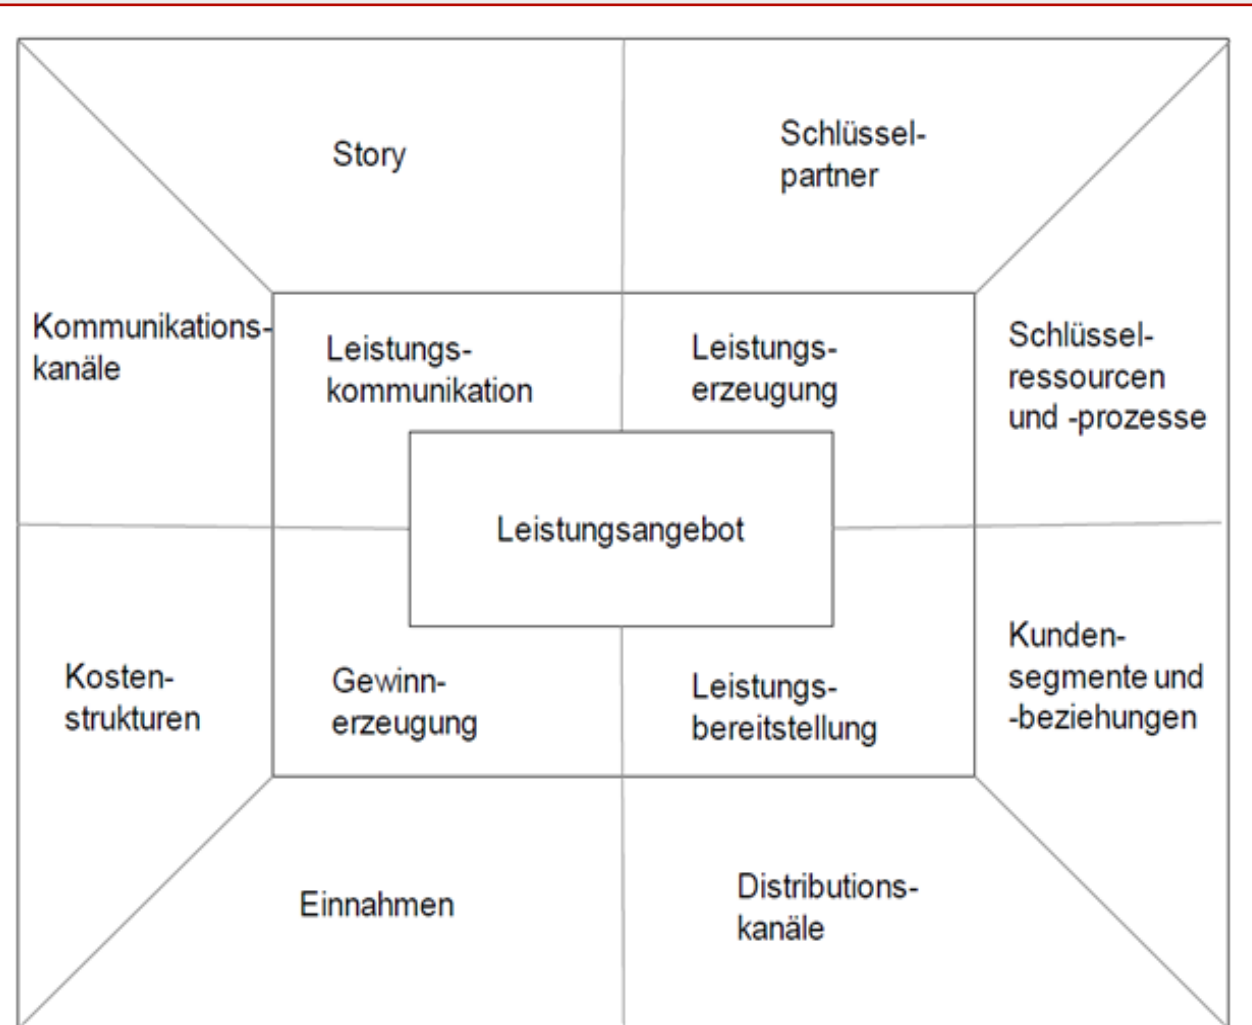 Story
Schlüssel-
partner
Kommunikations-
kanäle
Leistungs-
kommunikation
Leistungs-
erzeugung
Schlüssel-
ressourcen
und -prozesse
Leistungsangebot
Kosten-
strukturen
Gewinn-
erzeugung
Leistungs-
bereitstellung
Kunden-
segmente und
-beziehungen
Einnahmen
Distributions-
kanäle